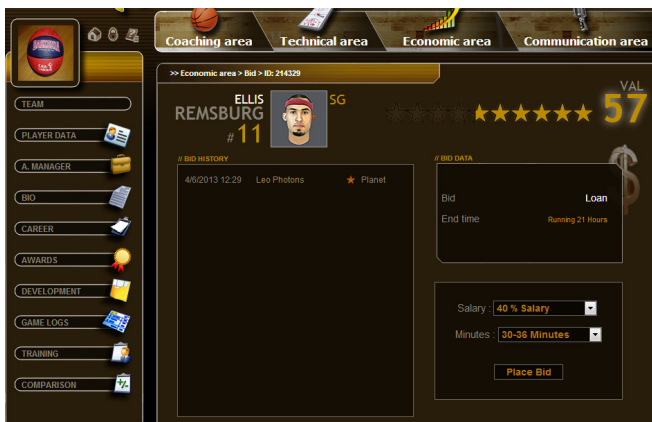 Coaching area
Technical area
Economic area
Communication area
>> Economic area > Bid > ID: 214329
TEAM
PLAYER DATA
A. MANAGER
BIO
CAREER
AWARDS
DEVELOPMENT
GAME LOGS
TRAINING
COMPARISON
ELLIS
REMSBURG
# 11
SG
VAL
57
// BID HISTORY
4/6/2013 12:29 Leo Photons Planet
// BID DATA
Bid Loan
End time Running 21 Hours
Salary : 40 % Salary
Minutes : 30-36 Minutes
Place Bid